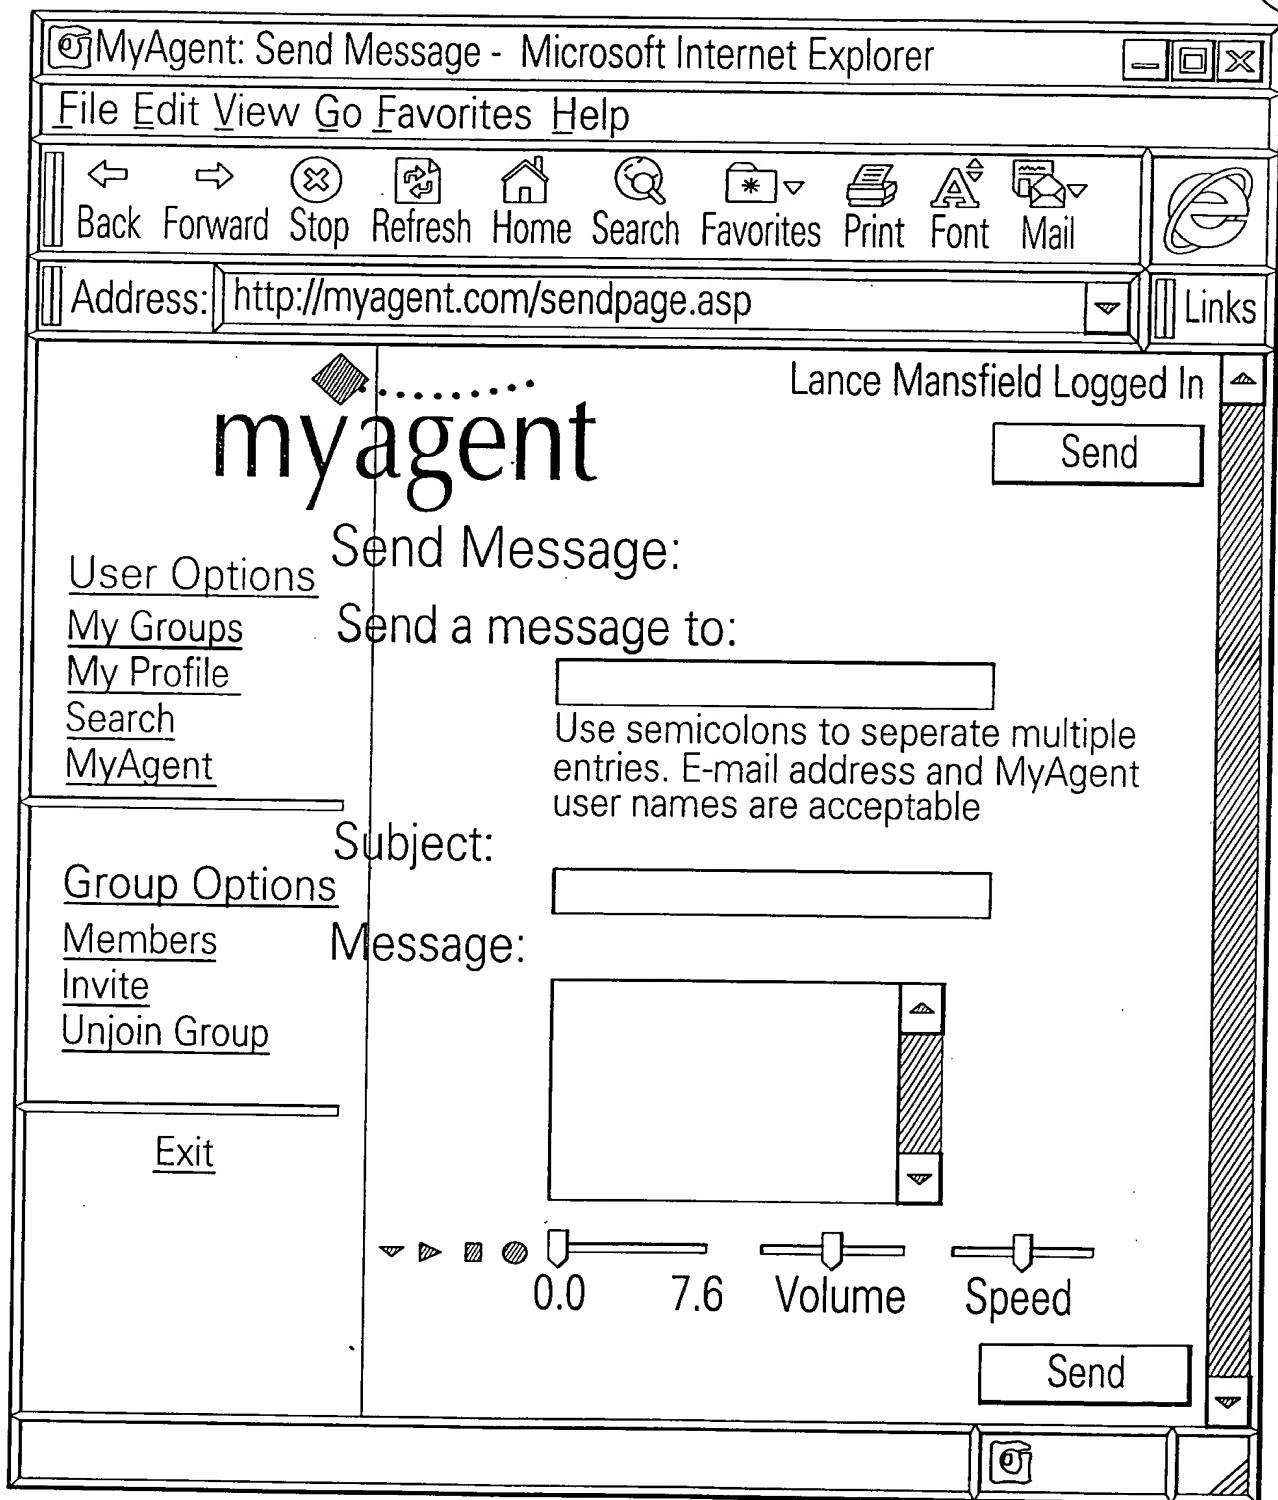 MyAgent: Send Message - Microsoft Internet Explorer
File Edit View Go Favorites Help
Back Forward Stop Refresh Home Search Favorites Print Font Mail
Address: http://myagent.com/sendpage.asp Links
Lance Mansfield Logged In
myagent
Send
Send Message:
User Options
My Groups
My Profile
Search
MyAgent
Group Options
Members
Invite
Unjoin Group
Exit
Send a message to:
Use semicolons to seperate multiple
entries. E-mail address and MyAgent
user names are acceptable
Subject:
Message:
0.0 7.6 Volume Speed
Send